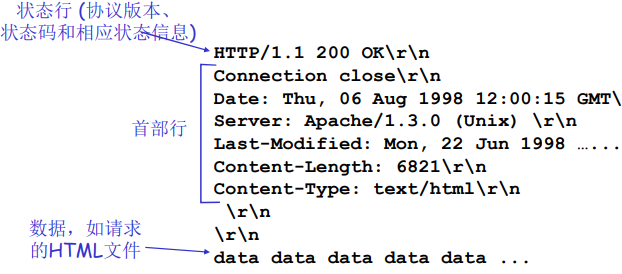 状态行 (协议版本、
状态码和相应状态信息)
HTTP/1.1 200 OK\r\n
Connection close\r\n
Date: Thu, 06 Aug 1998 12:00:15 GMT\
Server: Apache/1.3.0 (Unix) \r\n
首部行
Last-Modified: Mon, 22 Jun 1998 …...
Content-Length: 6821\r\n
Content-Type: text/html\r\n
\r\n
\r\n
数据，如请求
的HTML文件
data data data data data ...